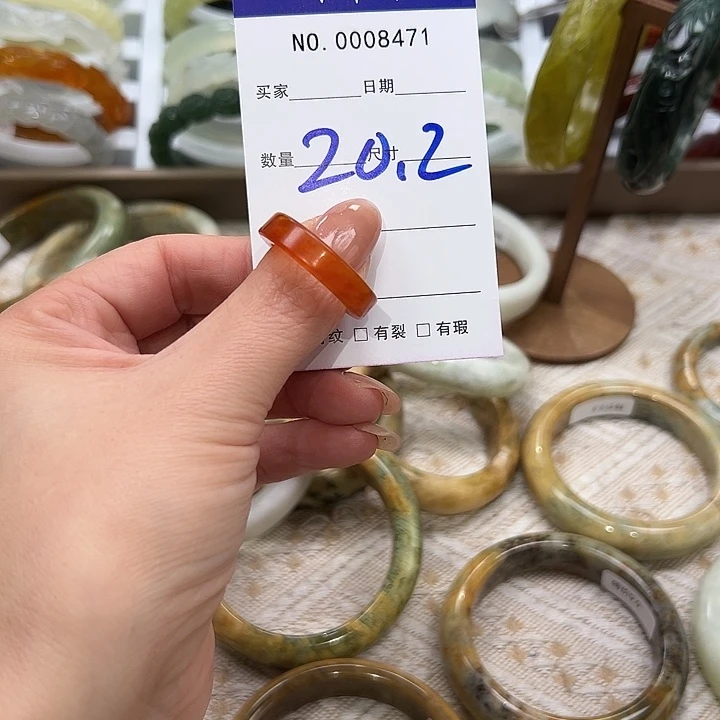 NO. 0008471
买家 日期
数量 20.2 尺寸
纹 □ 有裂 □ 有瑕